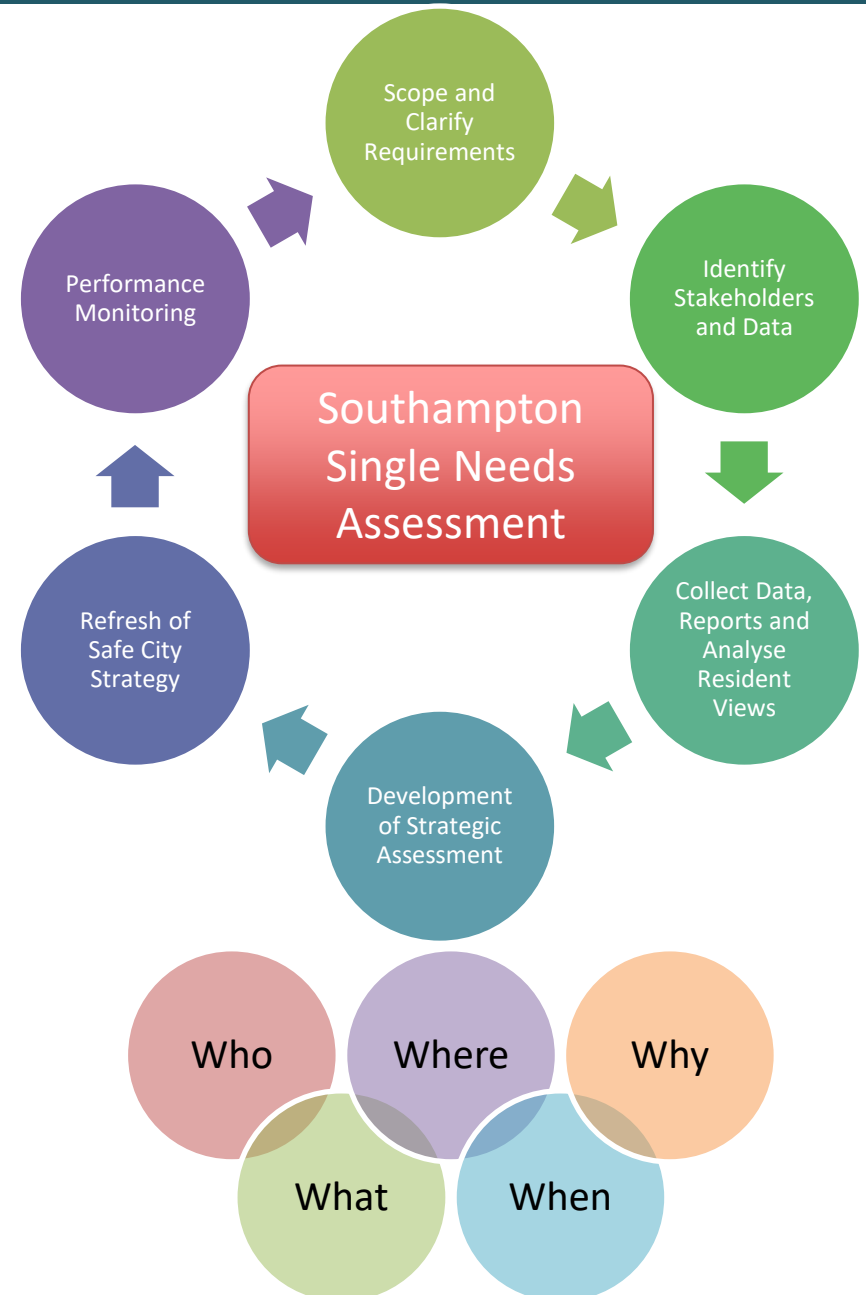 Scope and
Clarify
Requirements
Identify
Stakeholders
and Data
Collect Data,
Reports and
Analyse
Resident
Views
Development
of Strategic
Assessment
Refresh of
Safe City
Strategy
Performance
Monitoring
Southampton
Single Needs
Assessment
Who
Where
Why
What
When